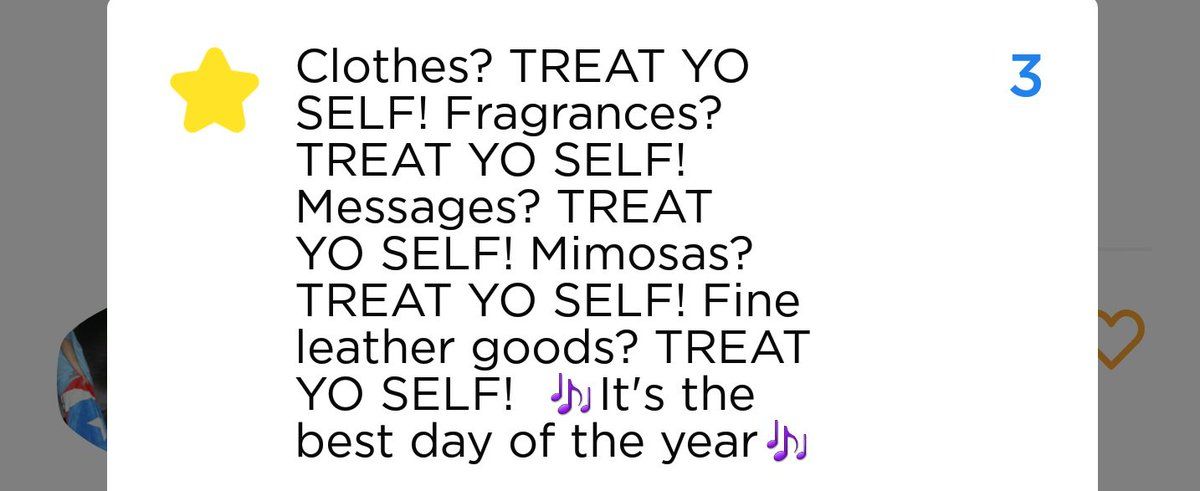 Clothes? TREAT YO
SELF! Fragrances?
TREAT YO SELF!
Messages? TREAT
YO SELF! Mimosas?
TREAT YO SELF! Fine
leather goods? TREAT
YO SELF! 🎶It's the
best day of the year🎶
3